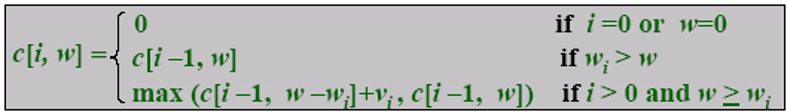 0 if i =0 or w=0
c[i, w] = c[i –1, w] if wi > w
max (c[i –1, w –wi]+vi , c[i –1, w]) if i > 0 and w ≥ wi